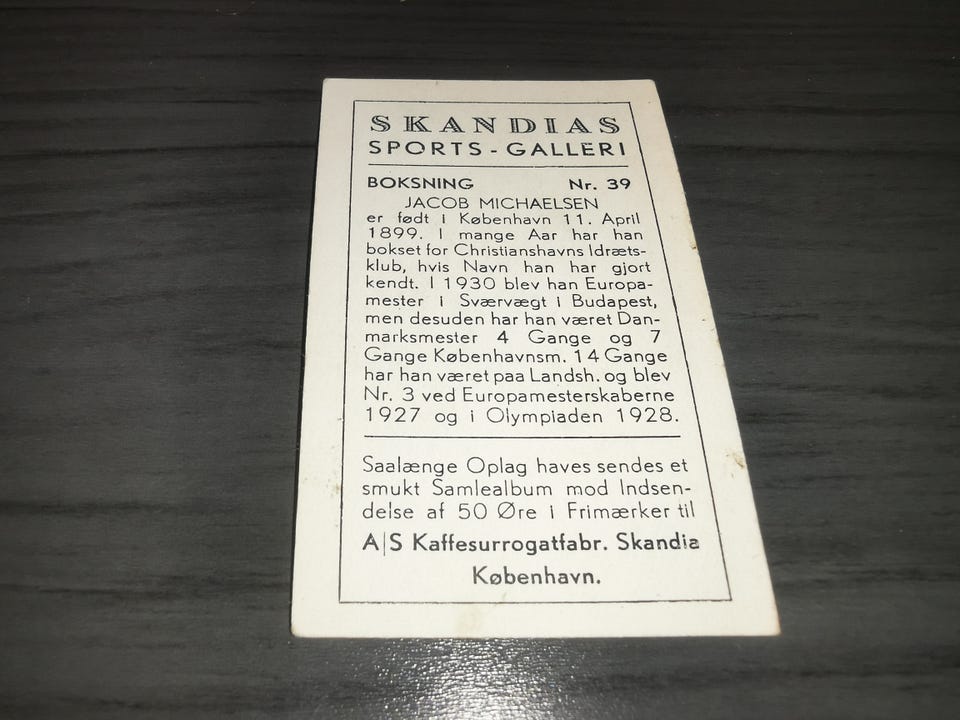 SKANDIAS
SPORTS-GALLERI
BOKSNING Nr. 39
JACOB MICHAELSEN
er født i København 11. April
1899. I mange Aar har han
bokset for Christianshavns Idræts-
klub, hvis Navn han har gjort
kendt. I 1930 blev han Europa-
mester i Sværvægt i Budapest,
men desuden har han været Dan-
marksmester 4 Gange og 7
Gange Københavnsm. 14 Gange
har han været paa Landsh. og blev
Nr. 3 ved Europamesterskaberne
1927 og i Olympiaden 1928.
Saalænge Oplag haves sendes et
smukt Samlealbum mod Indsen-
delse af 50 Øre i Frimærker til
A|S Kaffesurrogatfabr. Skandia
København.